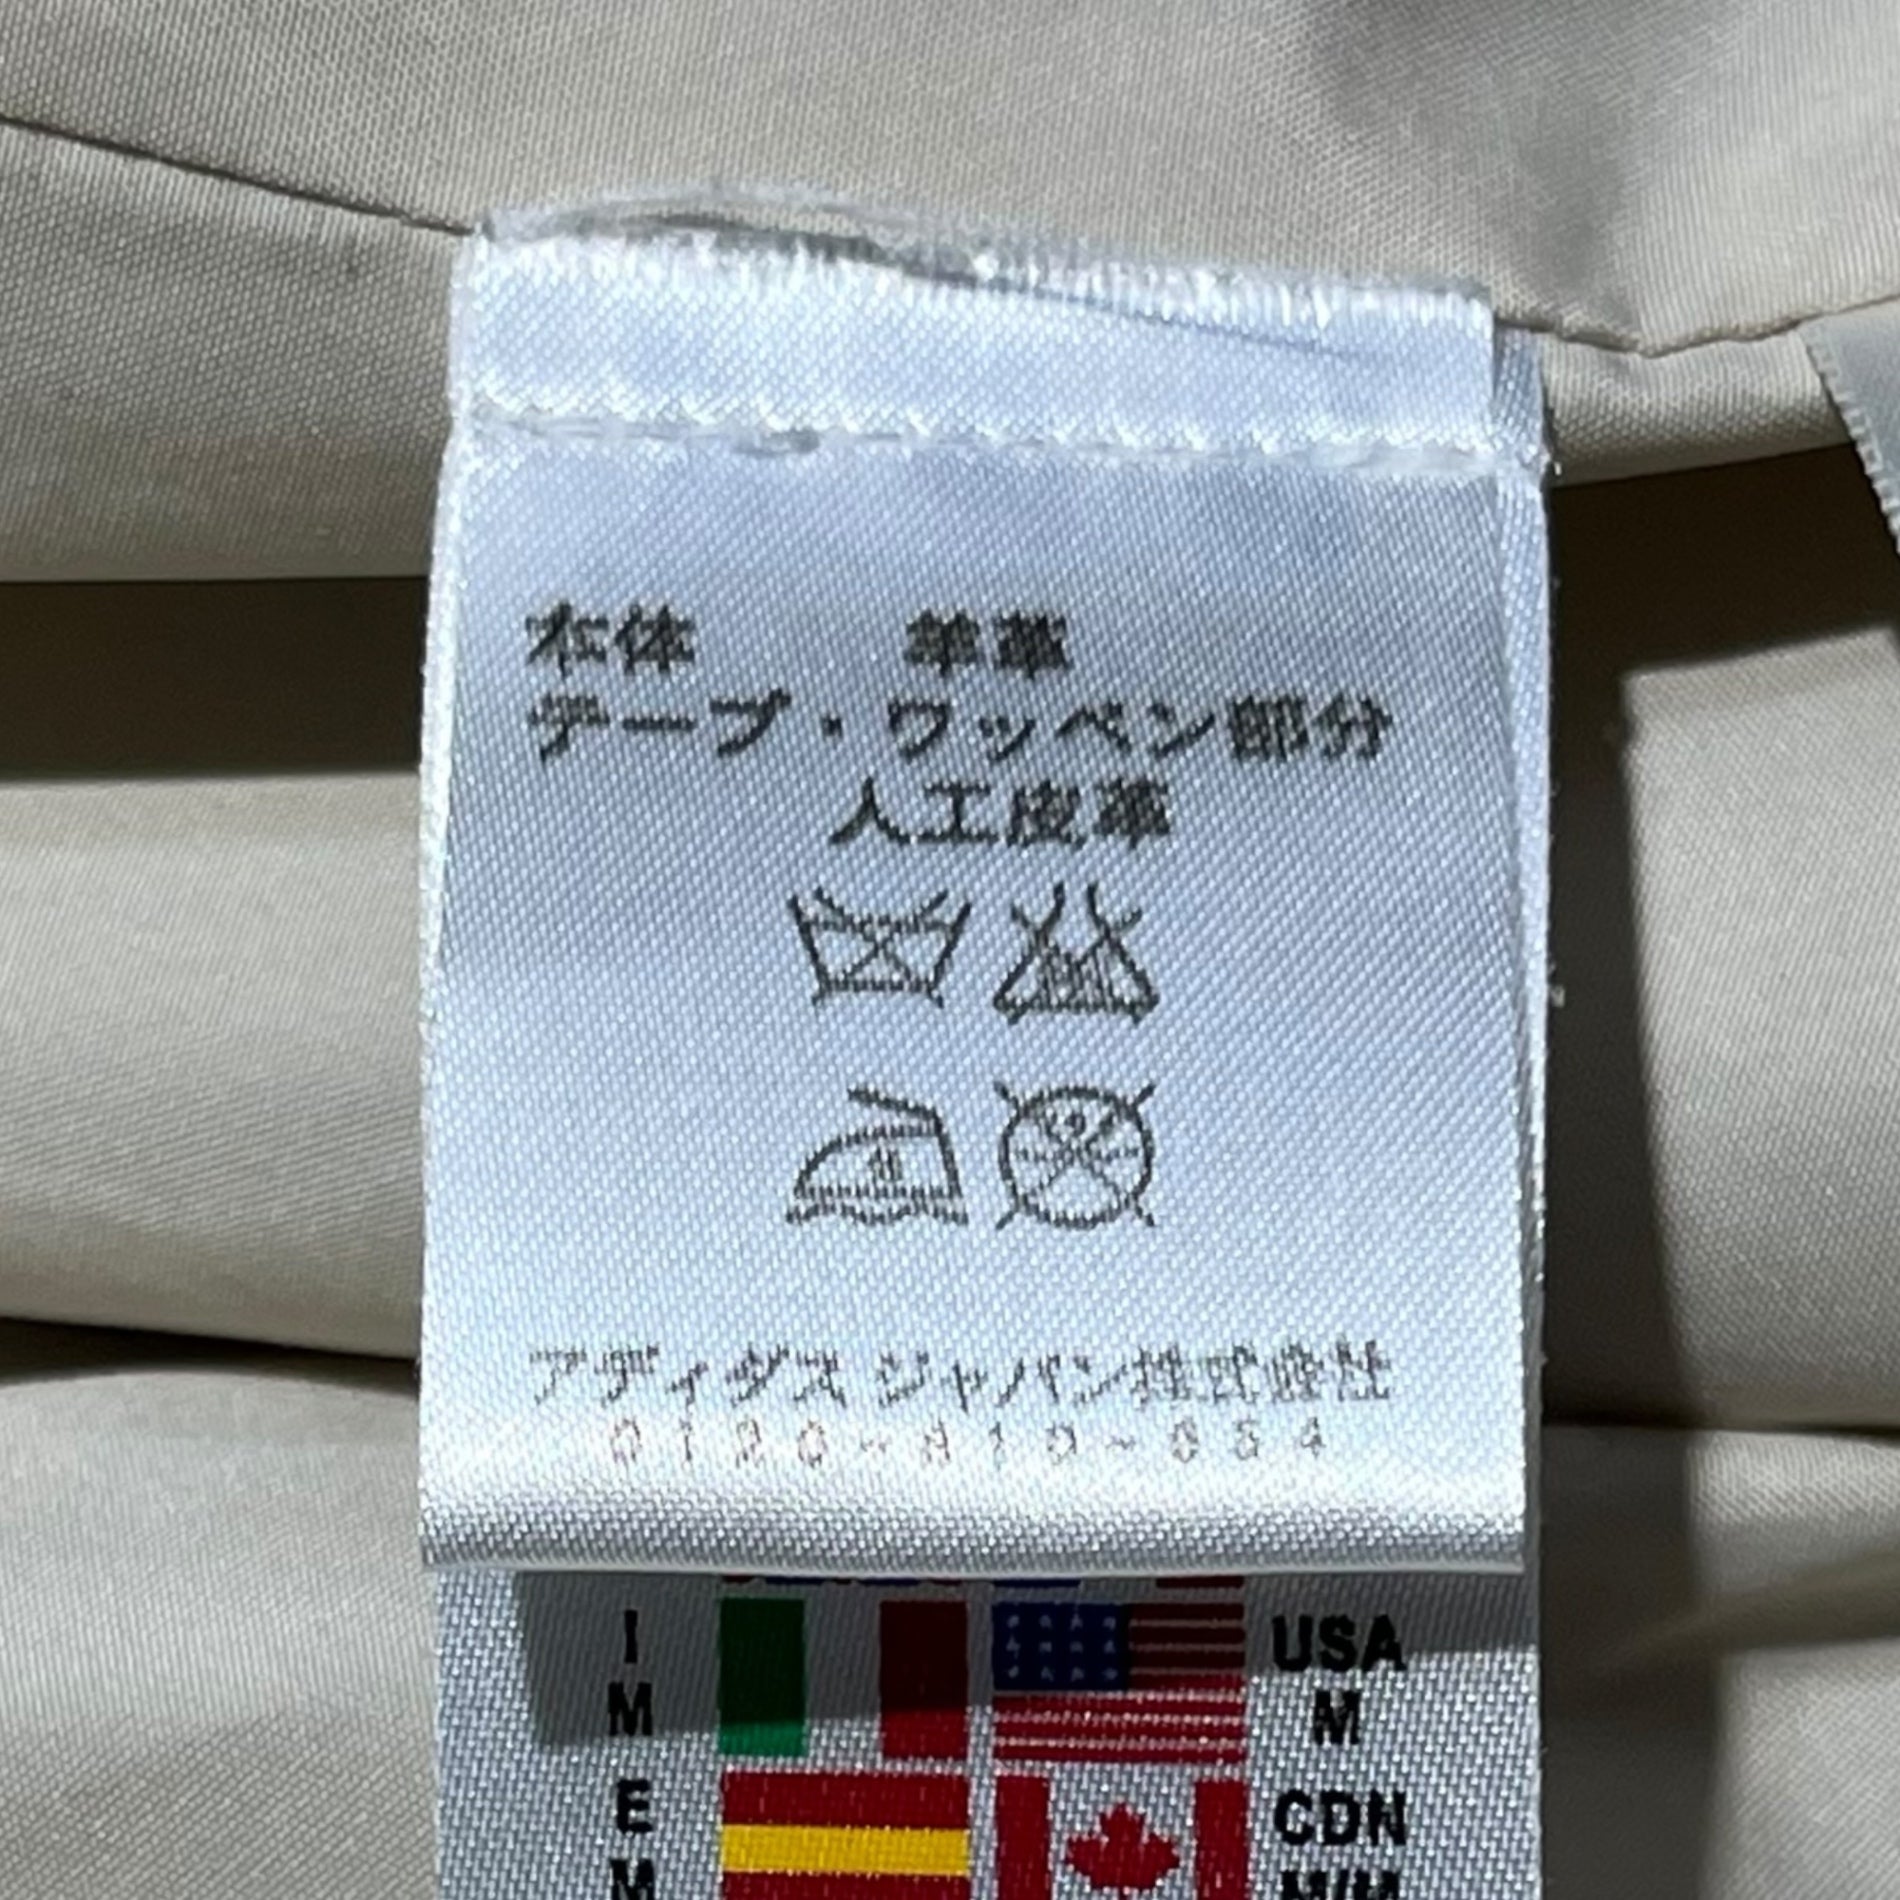 本体 羊革
テープ・ワッペン部分
人工皮革
アディダス ジャパン株式会社
0120-810-654
I USA
M M
E CDN
M M/M